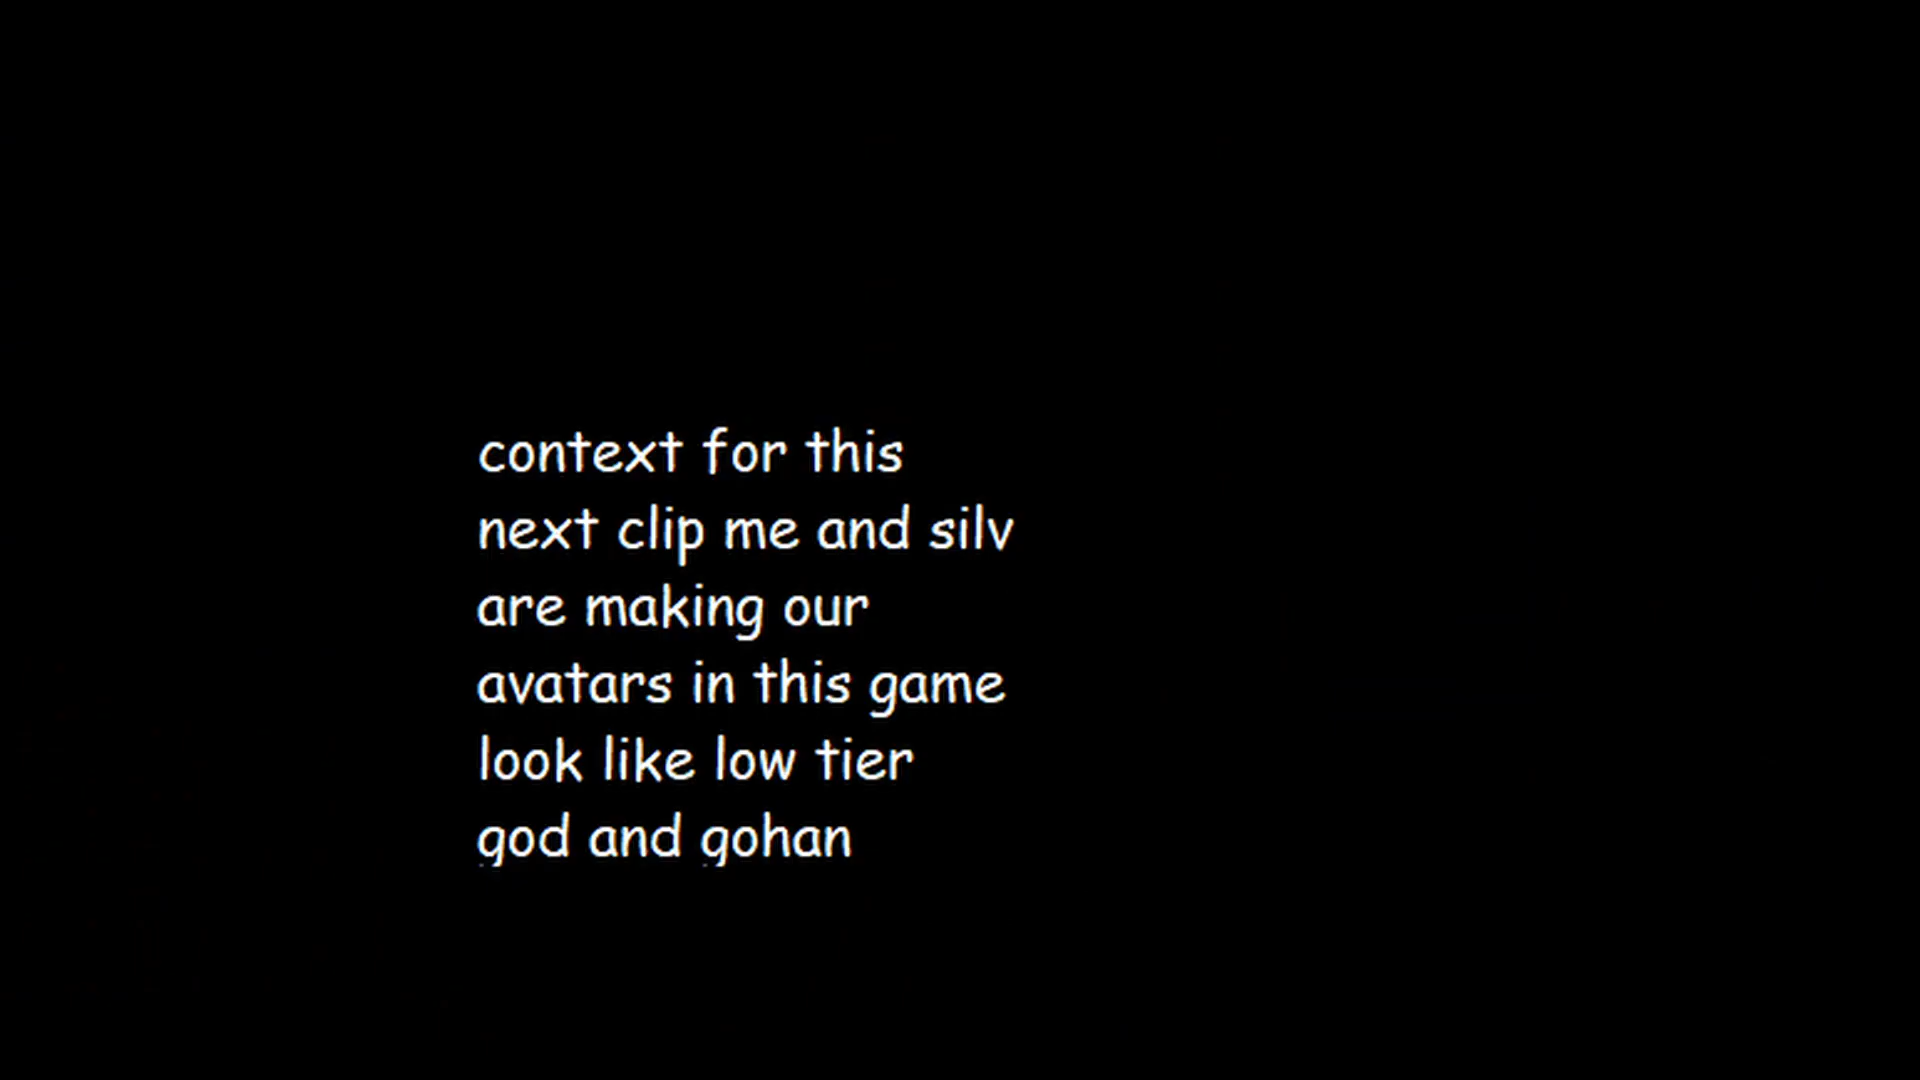 context for this
next clip me and silv
are making our
avatars in this game
look like low tier
god and gohan